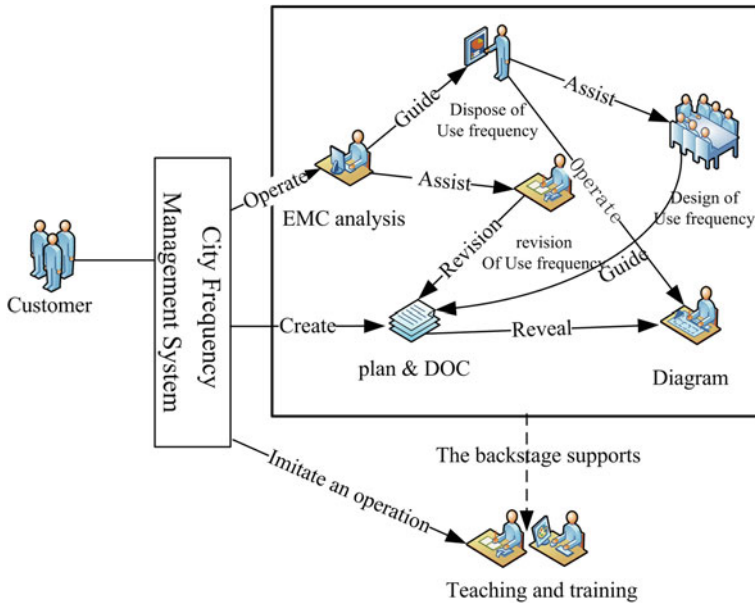 Guide
Assist
Dispose of
Use frequency
Operate
Assist
Operate
EMC analysis
Design of
Use frequency
City Frequency
Management System
Revision
revision
Of Use frequency
Guide
Customer
Create
Reveal
plan & DOC
Diagram
The backstage supports
Imitate an operation
Teaching and training